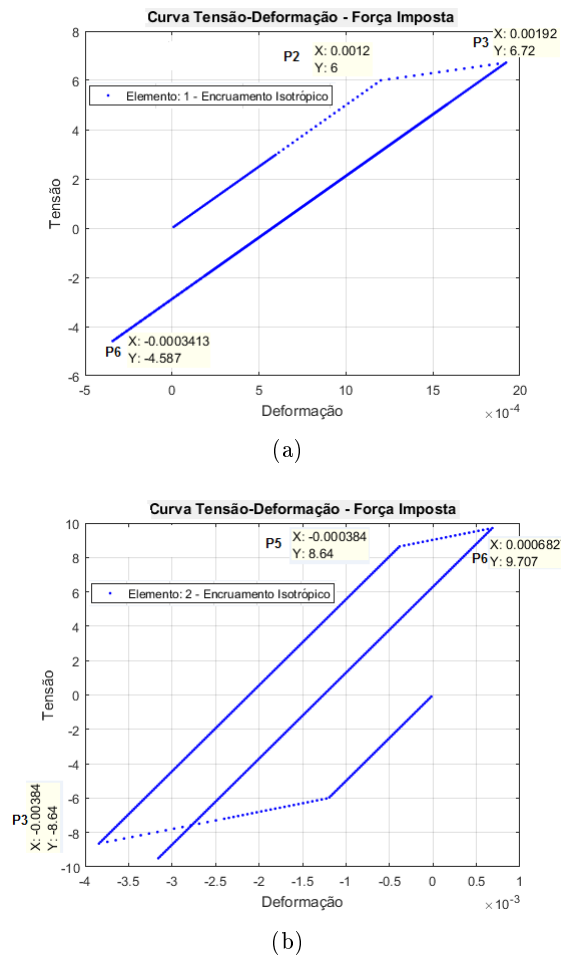 Curva Tensão-Deformação - Força Imposta
P2
X: 0.0012
Y: 6
P3
X: 0.00192
Y: 6.72
Elemento: 1 - Encruamento Isotrópico
8
6
4
2
0
-2
-4
-6
Tensão
P6
X: -0.0003413
Y: -4.587
-5 0 5 10 15 20
Deformação
×10-4
(a)
Curva Tensão-Deformação - Força Imposta
P5
X: -0.000384
Y: 8.64
P6
X: 0.000682
Y: 9.707
Elemento: 2 - Encruamento Isotrópico
10
8
6
4
2
0
-2
-4
-6
-8
-10
Tensão
P3
X: -0.00384
Y: -8.64
-4 -3.5 -3 -2.5 -2 -1.5 -1 -0.5 0 0.5 1
Deformação
×10-3
(b)